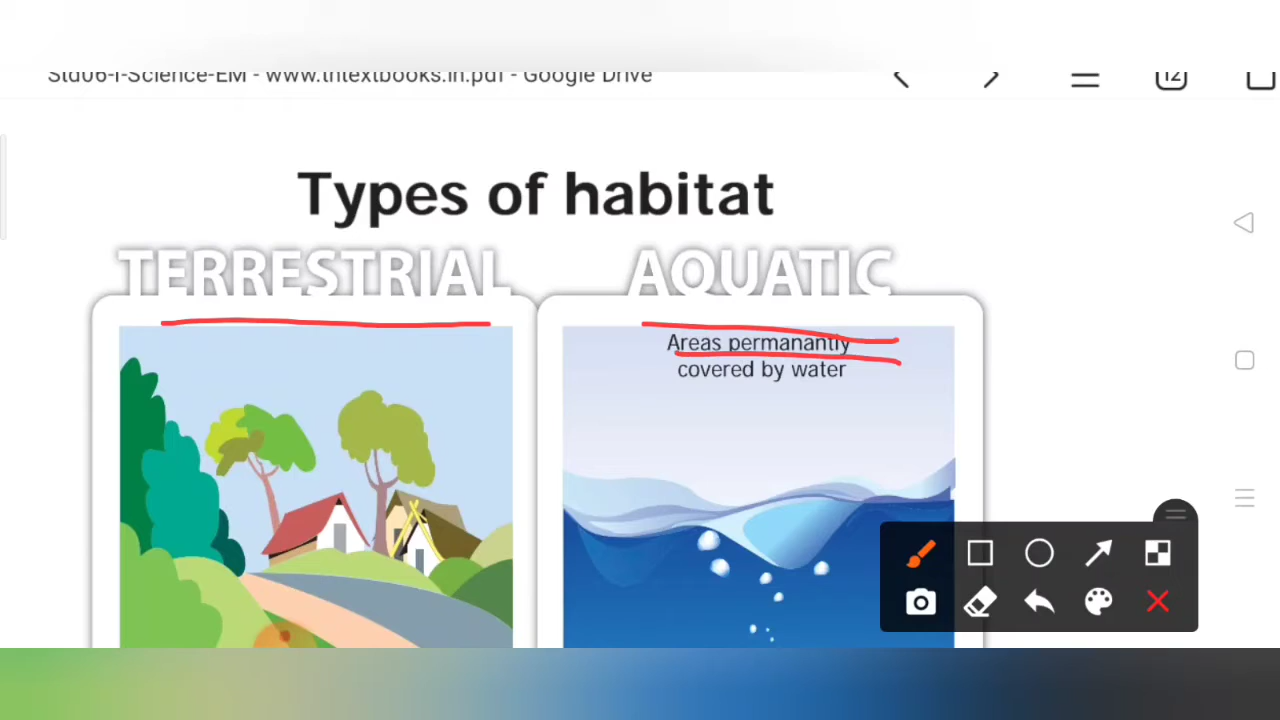 Std06-I-Science-EM - www.tntextbooks.in.pdf - Google Drive
12
Types of habitat
TERRESTRIAL
AQUATIC
Areas permanantly
covered by water